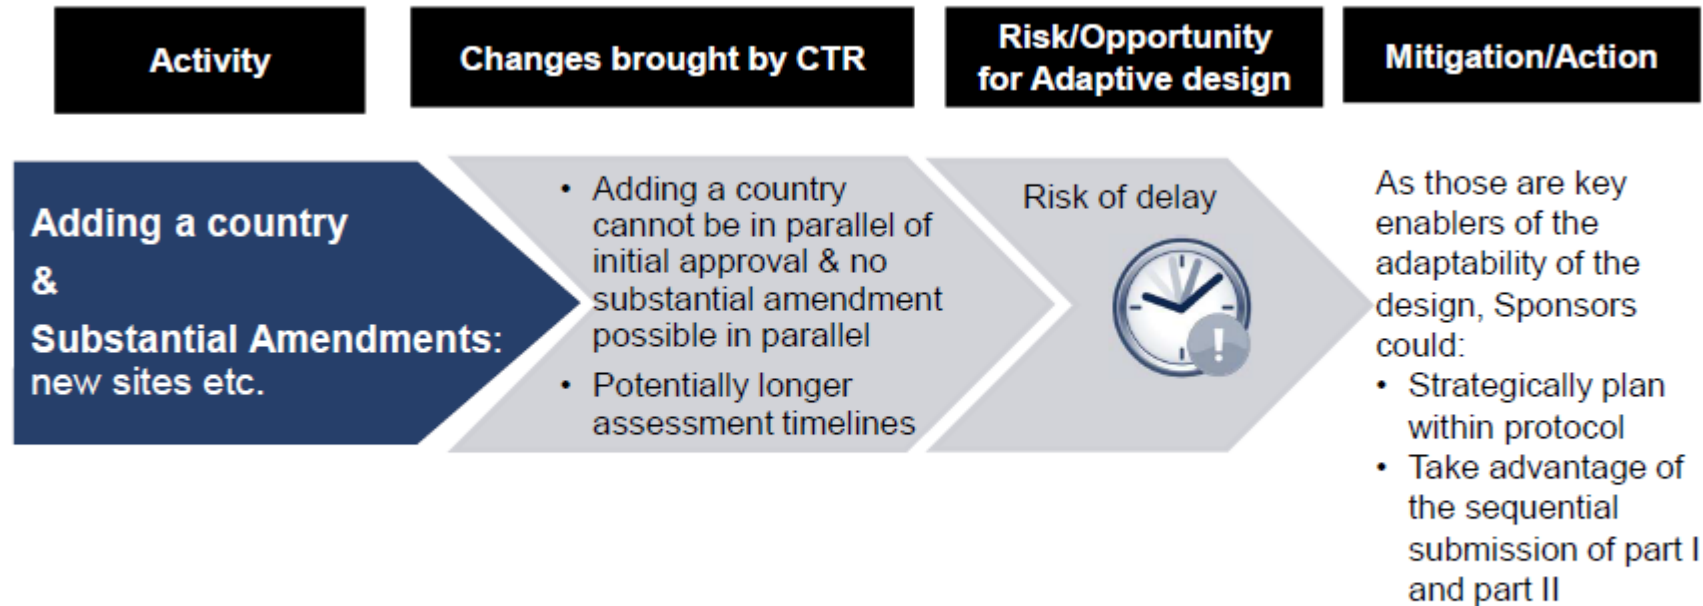 Activity
Changes brought by CTR
Risk/Opportunity
for Adaptive design
Mitigation/Action
Adding a country
&
Substantial Amendments:
new sites etc.
• Adding a country
cannot be in parallel of
initial approval & no
substantial amendment
possible in parallel
• Potentially longer
assessment timelines
Risk of delay
!
As those are key
enablers of the
adaptability of the
design, Sponsors
could:
• Strategically plan
within protocol
• Take advantage of
the sequential
submission of part I
and part II